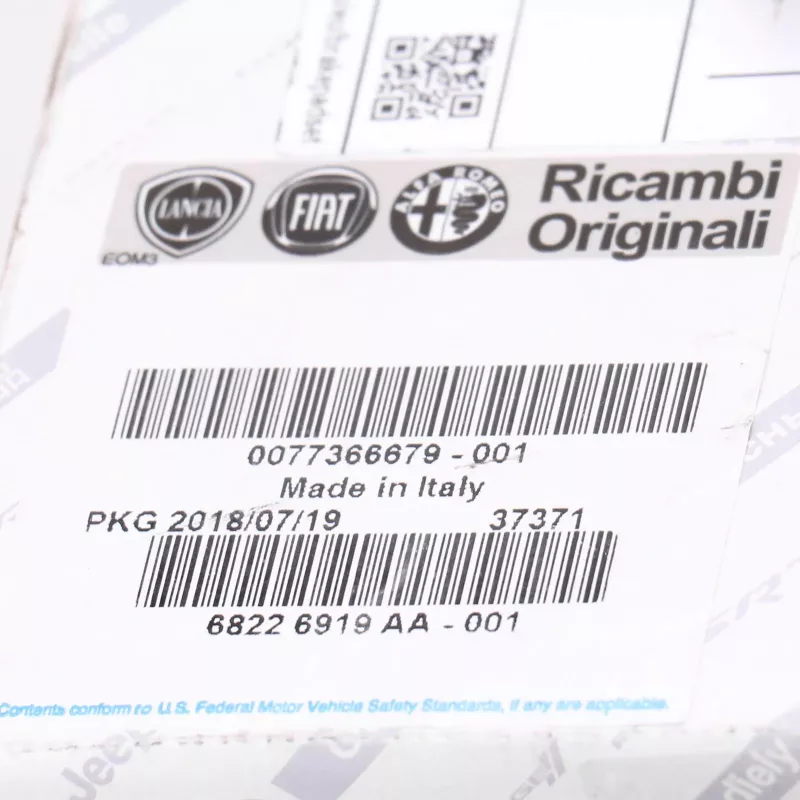 LANCIA
FIAT
ALFA ROMEO
Ricambi
Originali
EOM3
0077366679 - 001
Made in Italy
PKG 2018/07/19 37371
6822 6919 AA - 001
Contents conform to U.S. Federal Motor Vehicle Safety Standards, if any are applicable.
Jeep